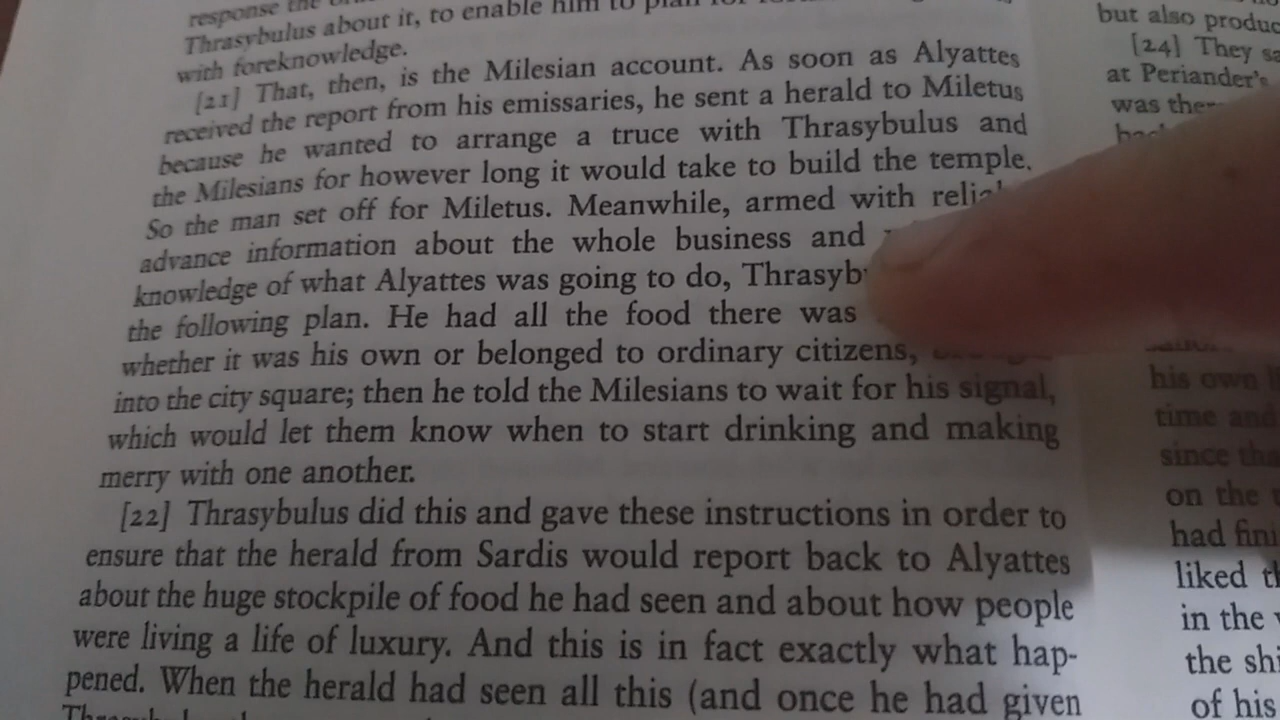 response the
Thrasybulus about it, to enable him to plan for
with foreknowledge.
[21] That, then, is the Milesian account. As soon as Alyattes
received the report from his emissaries, he sent a herald to Miletus
because he wanted to arrange a truce with Thrasybulus and
the Milesians for however long it would take to build the temple.
So the man set off for Miletus. Meanwhile, armed with
advance information about the whole business and
knowledge of what Alyattes was going to do,
the following plan. He had all the food there was
whether it was his own or belonged to ordinary citizens,
into the city square; then he told the Milesians to wait for his signal,
which would let them know when to start drinking and making
merry with one another.
[22] Thrasybulus did this and gave these instructions in order to
ensure that the herald from Sardis would report back to Alyattes
about the huge stockpile of food he had seen and about how people
were living a life of luxury. And this is in fact exactly what hap-
pened. When the herald had seen all this (and once he had given
but also
[24] They
at Periander's
was
his own
time and
since
on the
had
liked
in the
the
of his